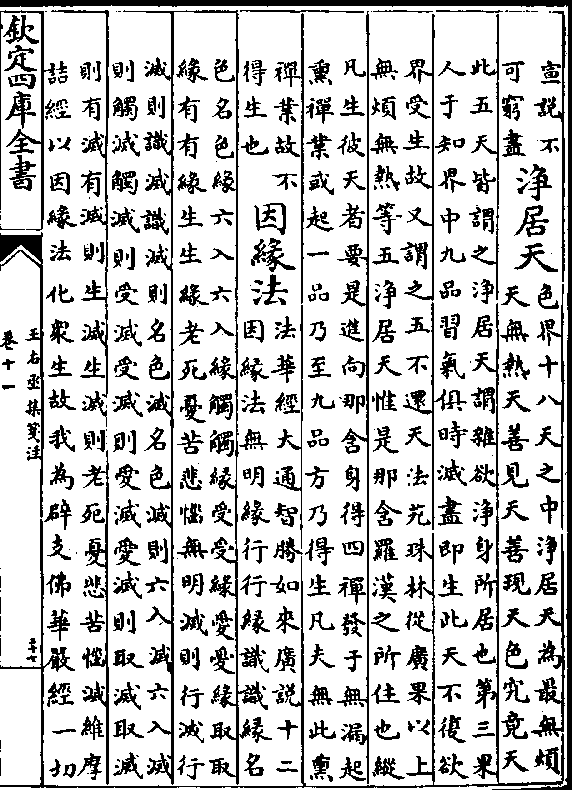 宣説不
可窮盡
淨居天
色界十八天之中淨居天為最無煩
天無熱天善見天善現天色究竟天
此五天皆謂之淨居天謂離欲淨身所居也第三果
人于知界中九品習氣俱時滅盡即生此天不復欲
界受生故又謂之五不還天法苑珠林從廣果以上
無煩無熱等五淨居天惟是那含羅漢之所住也縱
凡生彼天者要是進向那含身得四禪發于無漏起
熏禪業或起一品乃至九品方乃得生凡夫無此熏
禪業故不
得生也
因緣法
法華經大通智勝如來廣説十二
因緣法無明緣行行緣識識緣名
色名色緣六入六入緣觸觸緣受受緣愛愛緣取取
緣有有緣生生緣老死憂苦悲惱無明滅則行滅行
滅則識滅識滅則名色滅名色滅則六入滅六入滅
則觸滅觸滅則受滅受滅則愛滅愛滅則取滅取滅
則有滅有滅則生滅生滅則老死憂悲苦惱滅維摩
詰經以因緣法化衆生故我為辟支佛華嚴經一切
欽定四庫全書
王右丞集箋注
卷十一